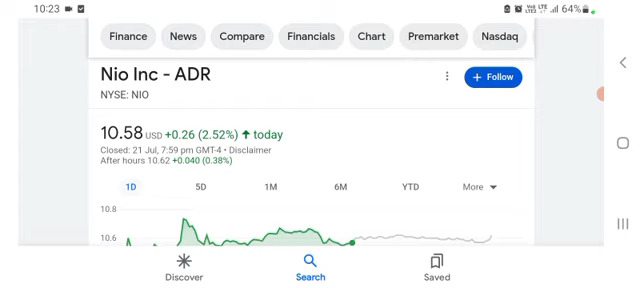 10:23
64%
Finance News Compare Financials Chart Premarket Nasdaq
Nio Inc - ADR
+ Follow
NYSE: NIO
10.58 USD +0.26 (2.52%) ↑ today
Closed: 21 Jul, 7:59 pm GMT-4 • Disclaimer
After hours 10.62 +0.040 (0.38%)
1D 5D 1M 6M YTD More
10.8
10.6
Discover Search Saved